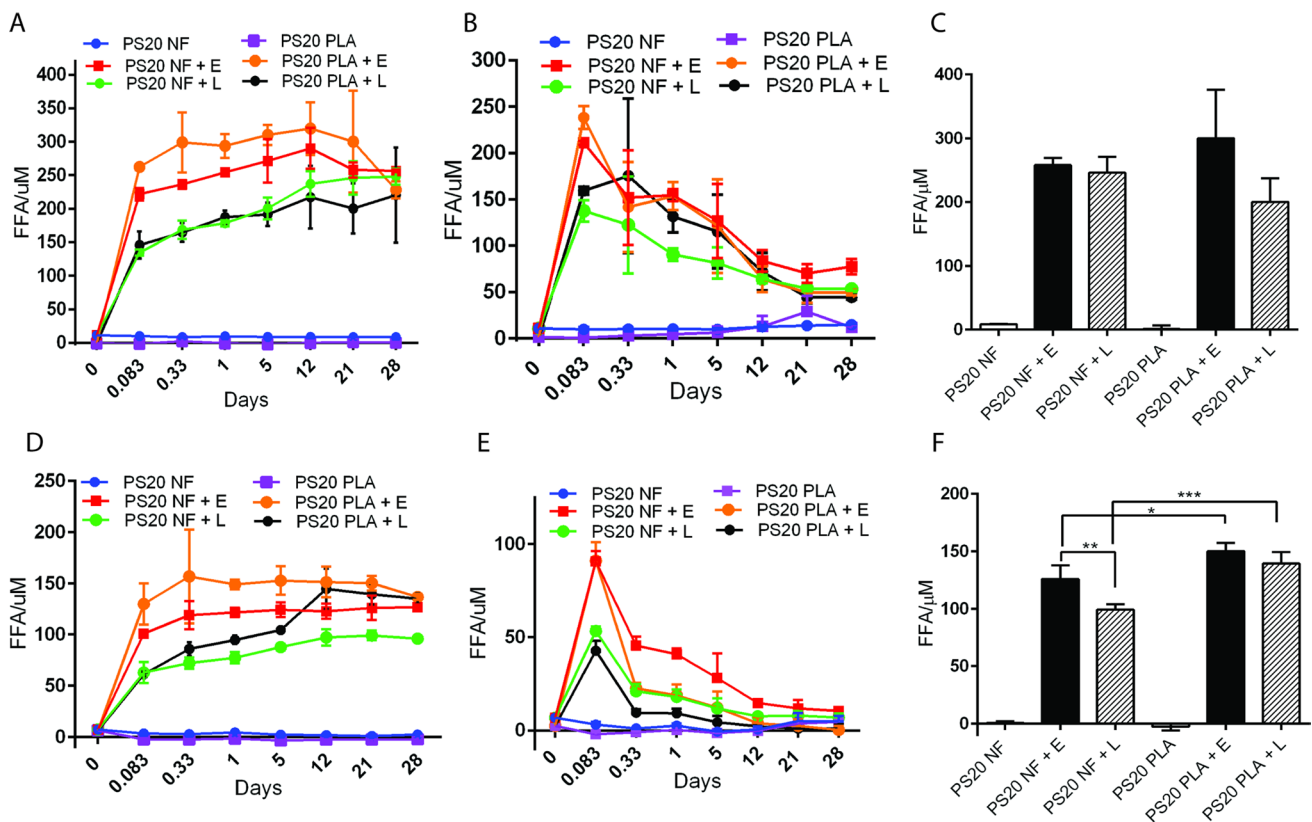 A
PS20 NF
PS20 PLA
PS20 NF + E
PS20 PLA + E
PS20 NF + L
PS20 PLA + L
FFA/uM
400
350
300
250
200
150
100
50
0
0
0.083
0.33
1
5
12
21
28
Days
B
PS20 NF
PS20 PLA
PS20 NF + E
PS20 PLA + E
PS20 NF + L
PS20 PLA + L
FFA/uM
300
250
200
150
100
50
0
0
0.083
0.33
1
5
12
21
28
Days
C
FFA/µM
400
300
200
100
0
PS20 NF
PS20 NF + E
PS20 NF + L
PS20 PLA
PS20 PLA + E
PS20 PLA + L
D
PS20 NF
PS20 PLA
PS20 NF + E
PS20 PLA + E
PS20 NF + L
PS20 PLA + L
FFA/uM
250
200
150
100
50
0
0
0.083
0.33
1
5
12
21
28
Days
E
PS20 NF
PS20 PLA
PS20 NF + E
PS20 PLA + E
PS20 NF + L
PS20 PLA + L
FFA/uM
100
50
0
0
0.083
0.33
1
5
12
21
28
Days
F
FFA/µM
200
150
100
50
0
***
*
**
PS20 NF
PS20 NF + E
PS20 NF + L
PS20 PLA
PS20 PLA + E
PS20 PLA + L